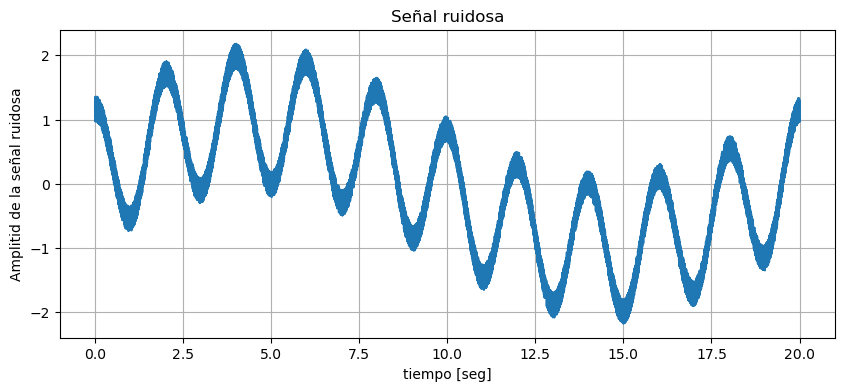 Señal ruidosa
Amplitid de la señal ruidosa
2
1
0
−1
−2
0.0 2.5 5.0 7.5 10.0 12.5 15.0 17.5 20.0
tiempo [seg]